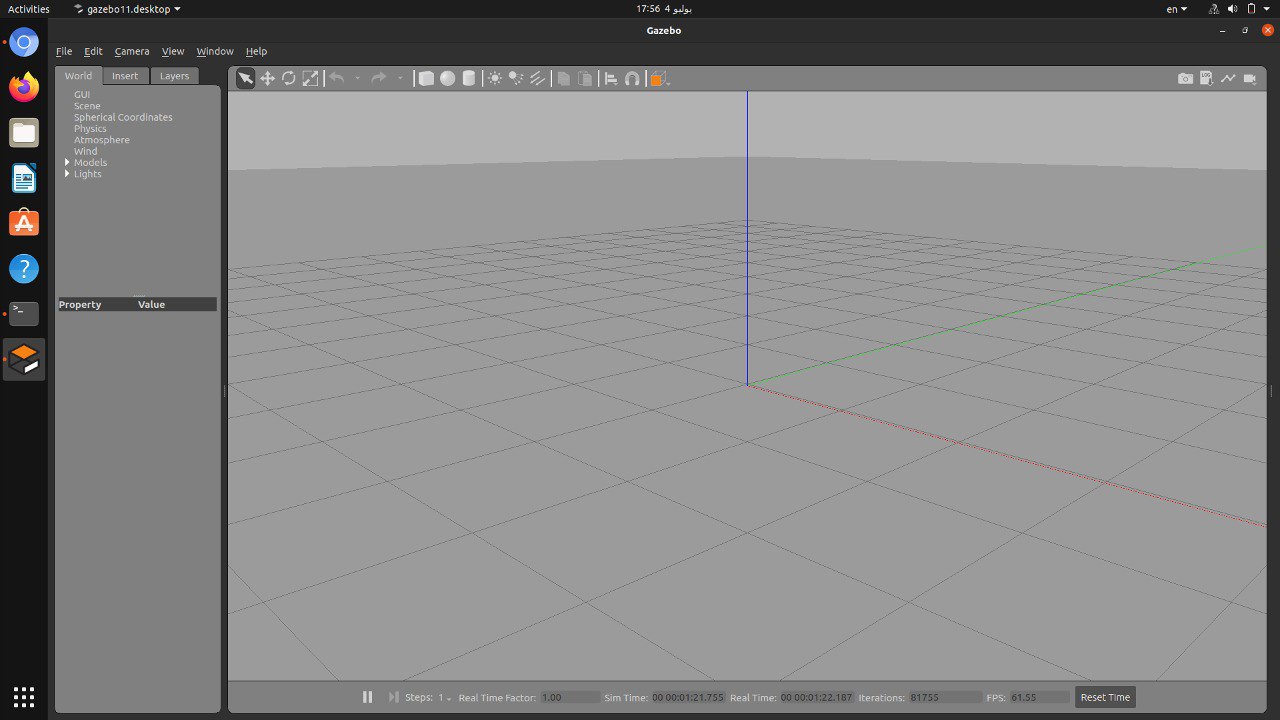 Activities gazebo11.desktop 17:56 4 يوليو en
Gazebo
File Edit Camera View Window Help
World Insert Layers
GUI
Scene
Spherical Coordinates
Physics
Atmosphere
Wind
Models
Lights
Property Value
Steps: 1 Real Time Factor: 1.00 Sim Time: 00 00:01:21.755 Real Time: 00 00:01:22.187 Iterations: 81755 FPS: 61.55 Reset Time